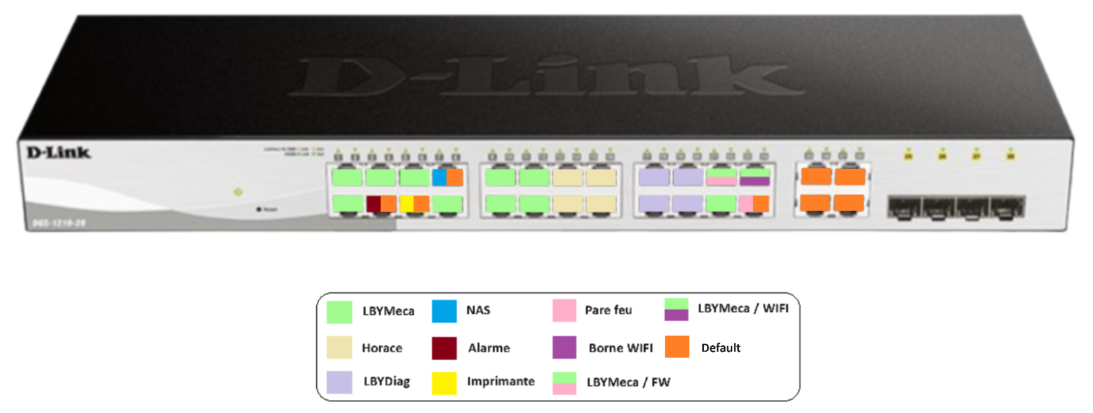 D-Link
D-Link
DGS-1210-28
Reset
25 26 27 28
LBYMeca
NAS
Pare feu
LBYMeca / WIFI
Horace
Alarme
Borne WIFI
Default
LBYDiag
Imprimante
LBYMeca / FW